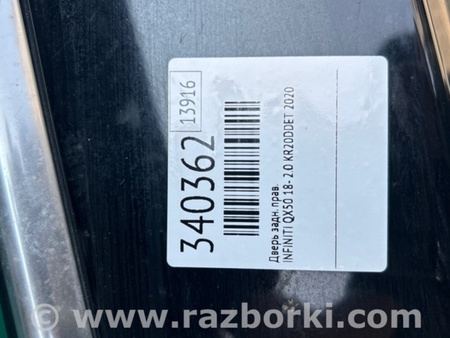 340362
13916
Дверь задн. прав.
INFINITI QX50 18- 2.0 KR20DDET 2020
www.razborki.com